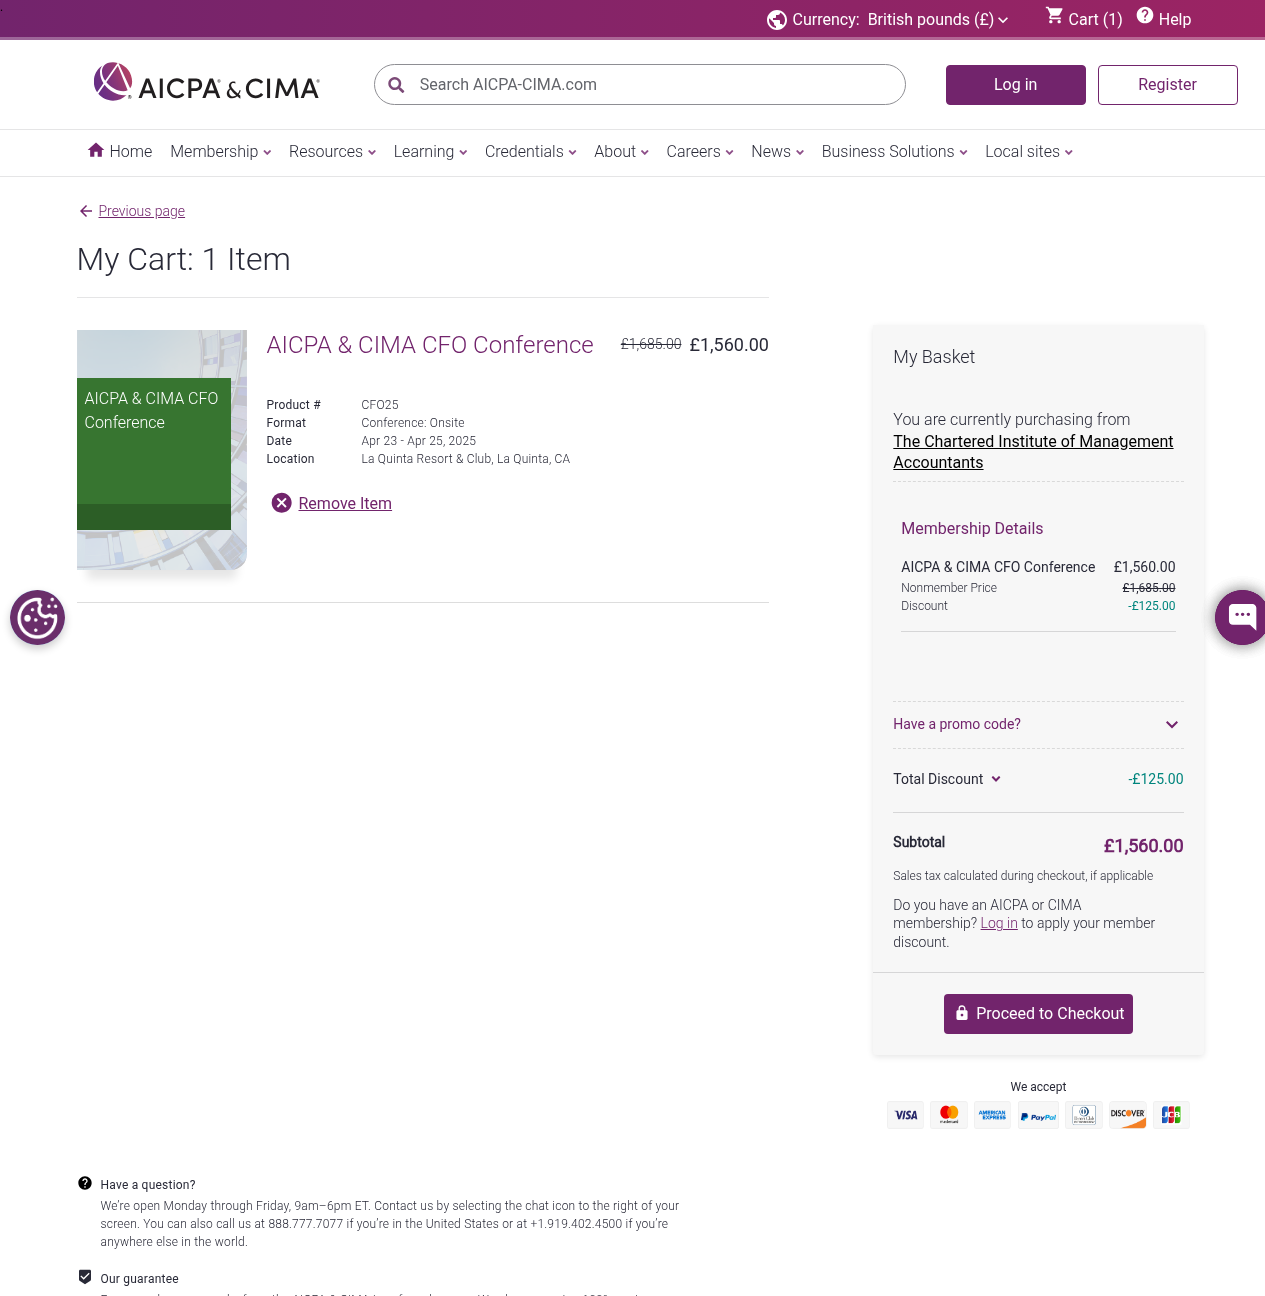 Currency: British pounds (£)
Cart (1)
Help
AICPA & CIMA
Search AICPA-CIMA.com
Log in
Register
Home
Membership
Resources
Learning
Credentials
About
Careers
News
Business Solutions
Local sites
Previous page
My Cart: 1 Item
AICPA & CIMA CFO
Conference
AICPA & CIMA CFO Conference
£1,685.00 £1,560.00
Product # CFO25
Format Conference: Onsite
Date Apr 23 - Apr 25, 2025
Location La Quinta Resort & Club, La Quinta, CA
Remove Item
My Basket
You are currently purchasing from
The Chartered Institute of Management
Accountants
Membership Details
AICPA & CIMA CFO Conference £1,560.00
Nonmember Price £1,685.00
Discount -£125.00
Have a promo code?
Total Discount -£125.00
Subtotal £1,560.00
Sales tax calculated during checkout, if applicable
Do you have an AICPA or CIMA
membership? Log in to apply your member
discount.
Proceed to Checkout
We accept
VISA
mastercard
AMERICAN EXPRESS
PayPal
DISCOVER
JCB
Have a question?
We're open Monday through Friday, 9am–6pm ET. Contact us by selecting the chat icon to the right of your
screen. You can also call us at 888.777.7077 if you're in the United States or at +1.919.402.4500 if you're
anywhere else in the world.
Our guarantee